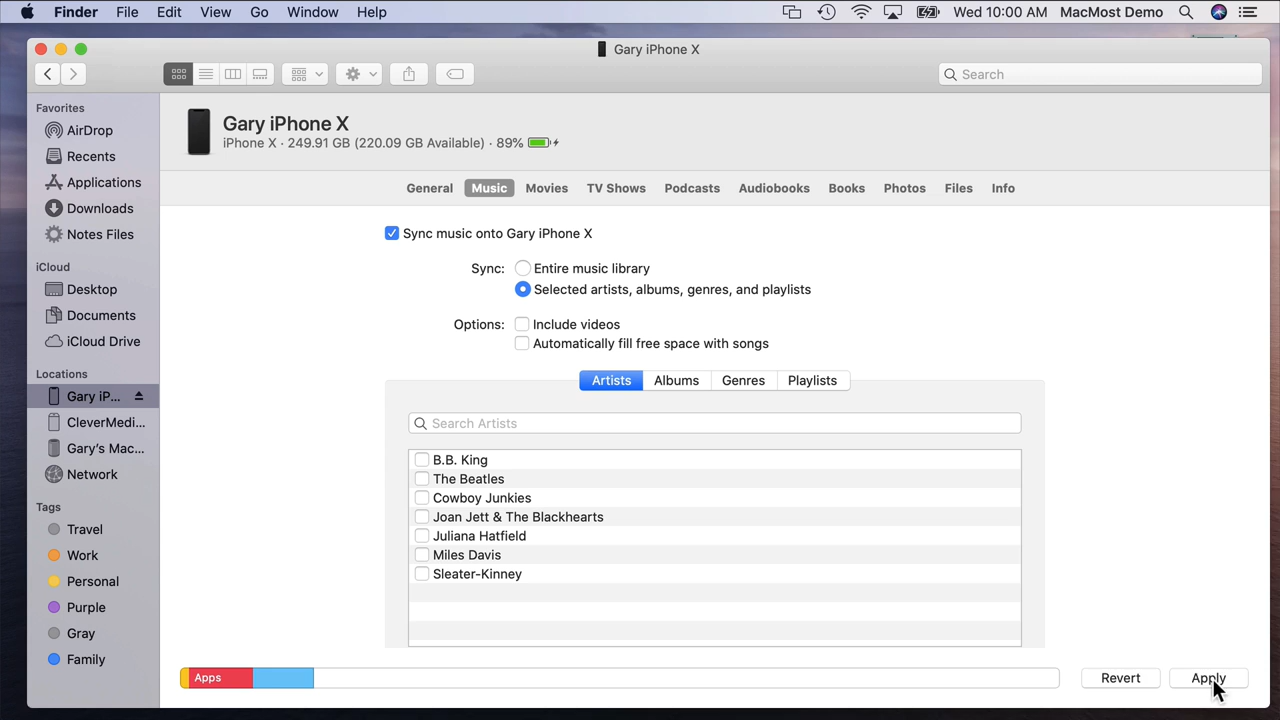 Finder File Edit View Go Window Help Wed 10:00 AM MacMost Demo
Gary iPhone X
Search
Favorites
AirDrop
Recents
Applications
Downloads
Notes Files
iCloud
Desktop
Documents
iCloud Drive
Locations
Gary iP...
CleverMedi...
Gary's Mac...
Network
Tags
Travel
Work
Personal
Purple
Gray
Family
Gary iPhone X
iPhone X · 249.91 GB (220.09 GB Available) · 89%
General Music Movies TV Shows Podcasts Audiobooks Books Photos Files Info
Sync music onto Gary iPhone X
Sync: Entire music library
Selected artists, albums, genres, and playlists
Options: Include videos
Automatically fill free space with songs
Artists Albums Genres Playlists
Search Artists
B.B. King
The Beatles
Cowboy Junkies
Joan Jett & The Blackhearts
Juliana Hatfield
Miles Davis
Sleater-Kinney
Apps Revert Apply